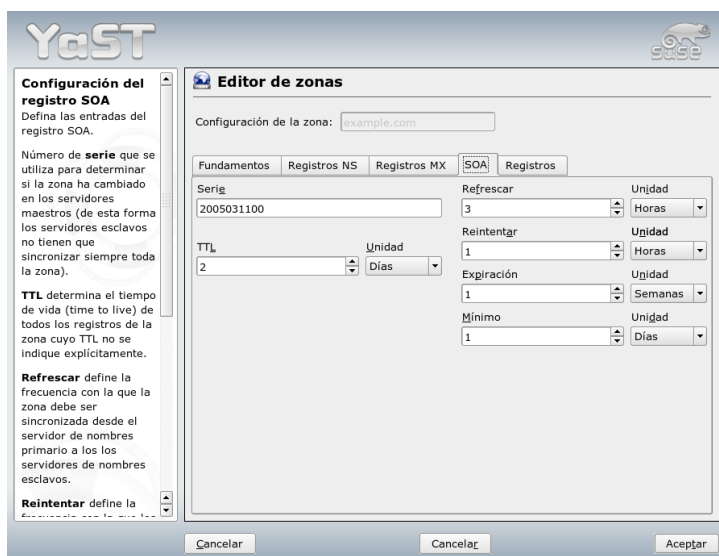 YaST
SUSE
Configuración del
registro SOA
Defina las entradas del
registro SOA.
Número de serie que se
utiliza para determinar
si la zona ha cambiado
en los servidores
maestros (de esta forma
los servidores esclavos
no tienen que
sincronizar siempre toda
la zona).
TTL determina el tiempo
de vida (time to live) de
todos los registros de la
zona cuyo TTL no se
indique explícitamente.
Refrescar define la
frecuencia con la que la
zona debe ser
sincronizada desde el
servidor de nombres
primario a los los
servidores de nombres
esclavos.
Reintentar define la
Editor de zonas
Configuración de la zona: example.com
Fundamentos Registros NS Registros MX SOA Registros
Serie
2005031100
TTL Unidad
2 Días
Refrescar Unidad
3 Horas
Reintentar Unidad
1 Horas
Expiración Unidad
1 Semanas
Mínimo Unidad
1 Días
Cancelar Cancelar Aceptar